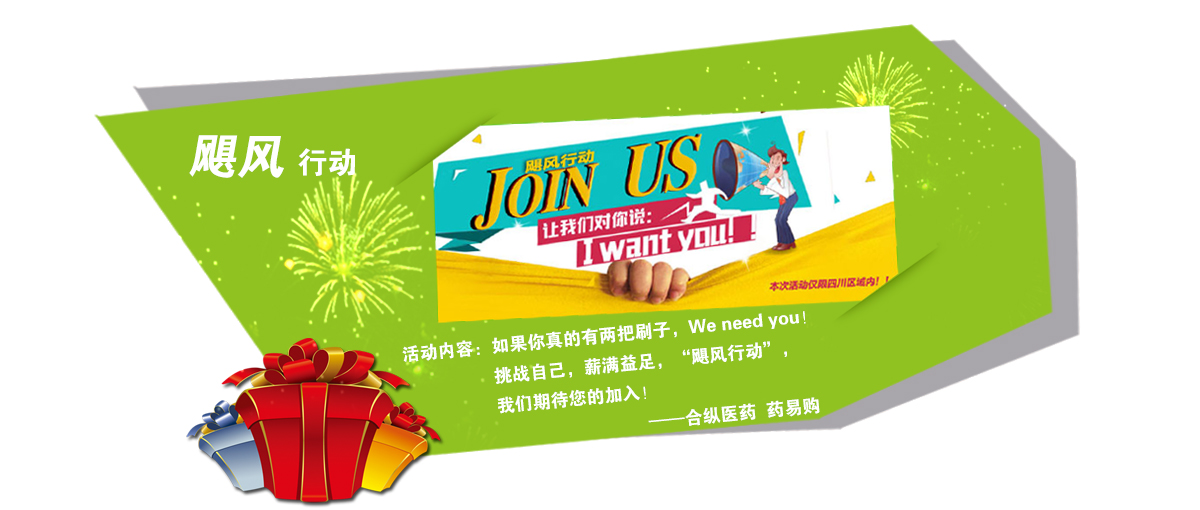 飓风 行动
飓风行动
JOIN US
让我们对你说：
I want you!
本次活动仅限四川区域内！！
活动内容：如果你真的有两把刷子，We need you！
挑战自己，薪满益足，“飓风行动”，
我们期待您的加入！
——合纵医药 药易购